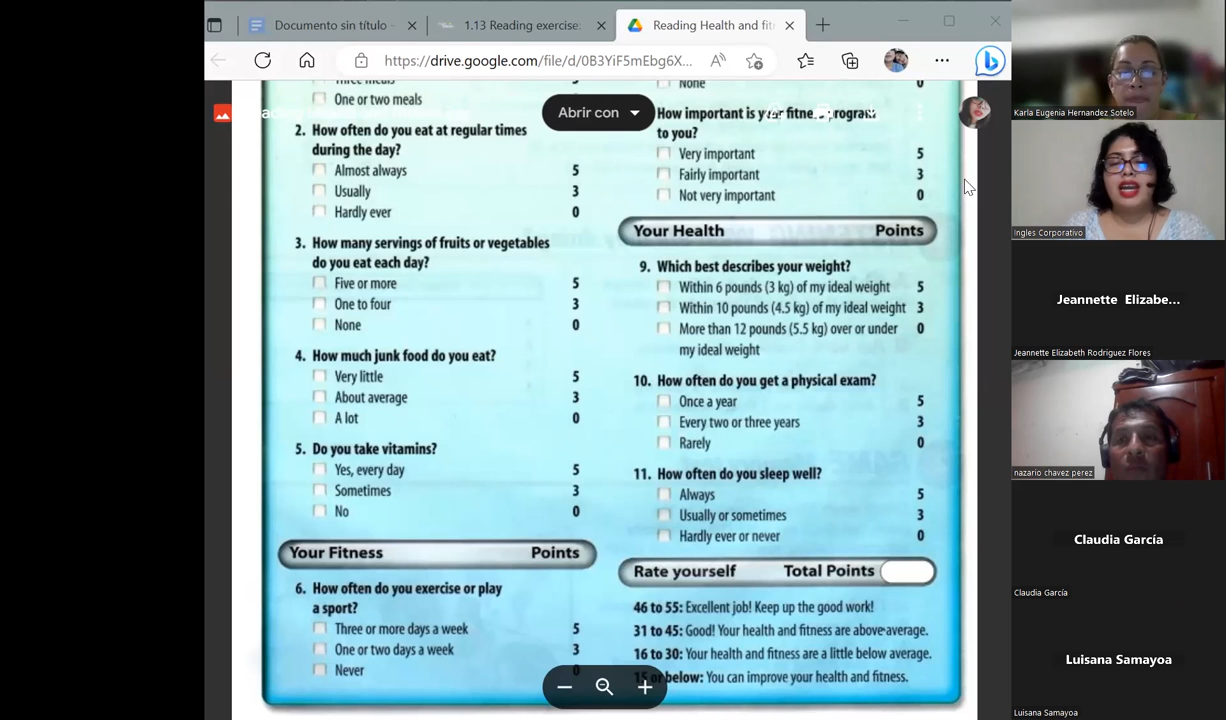 Documento sin título -
1.13 Reading exercise:
Reading Health and fit
https://drive.google.com/file/d/0B3YiF5mEbg6X...
Abrir con
Three meals
One or two meals
2. How often do you eat at regular times
during the day?
Almost always 5
Usually 3
Hardly ever 0
3. How many servings of fruits or vegetables
do you eat each day?
Five or more 5
One to four 3
None 0
4. How much junk food do you eat?
Very little 5
About average 3
A lot 0
5. Do you take vitamins?
Yes, every day 5
Sometimes 3
No 0
Your Fitness Points
6. How often do you exercise or play
a sport?
Three or more days a week 5
One or two days a week 3
Never 0
None 0
How important is your fitness program
to you?
Very important 5
Fairly important 3
Not very important 0
Your Health Points
9. Which best describes your weight?
Within 6 pounds (3 kg) of my ideal weight 5
Within 10 pounds (4.5 kg) of my ideal weight 3
More than 12 pounds (5.5 kg) over or under 0
my ideal weight
10. How often do you get a physical exam?
Once a year 5
Every two or three years 3
Rarely 0
11. How often do you sleep well?
Always 5
Usually or sometimes 3
Hardly ever or never 0
Rate yourself Total Points
46 to 55: Excellent job! Keep up the good work!
31 to 45: Good! Your health and fitness are above average.
16 to 30: Your health and fitness are a little below average.
15 or below: You can improve your health and fitness.
Karla Eugenia Hernandez Sotelo
Ingles Corporativo
Jeannette Elizabe...
Jeannette Elizabeth Rodriguez Flores
nazario chavez perez
Claudia García
Claudia García
Luisana Samayoa
Luisana Samayoa